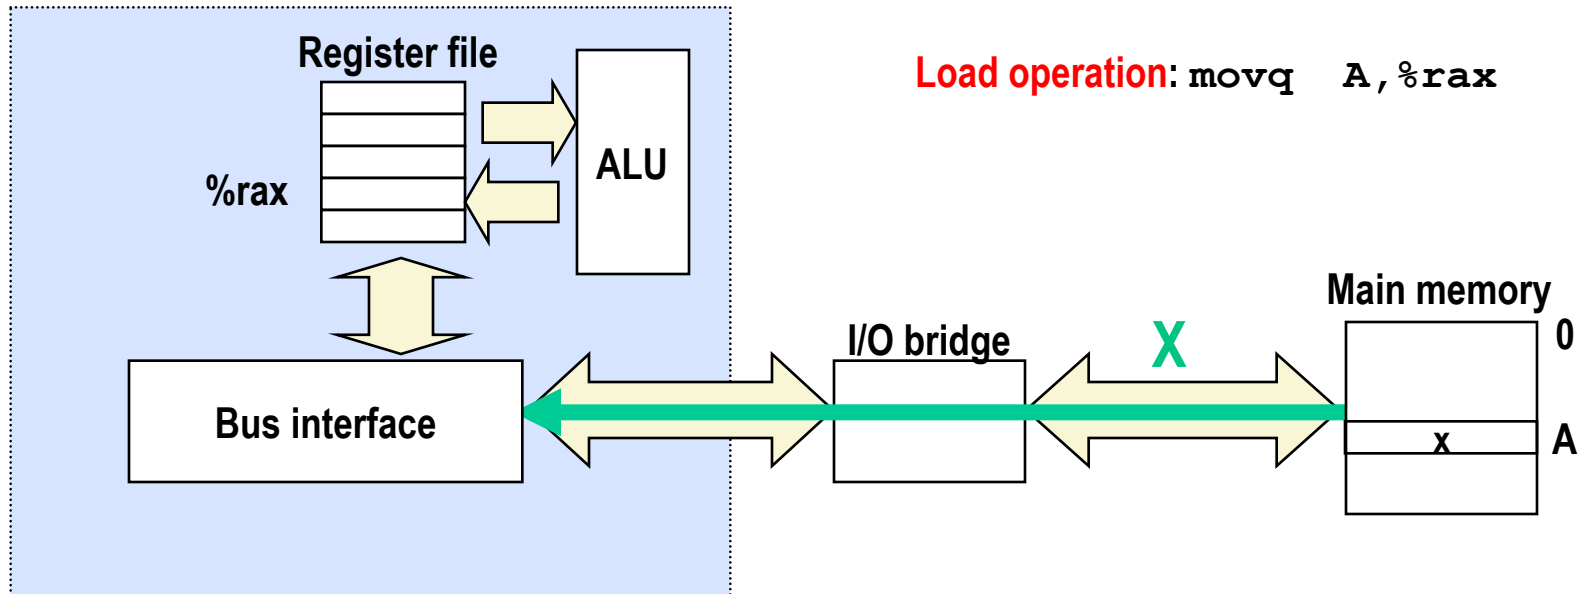 Register file
Load operation: movq A,%rax
ALU
%rax
Main memory
0
I/O bridge
X
Bus interface
x
A